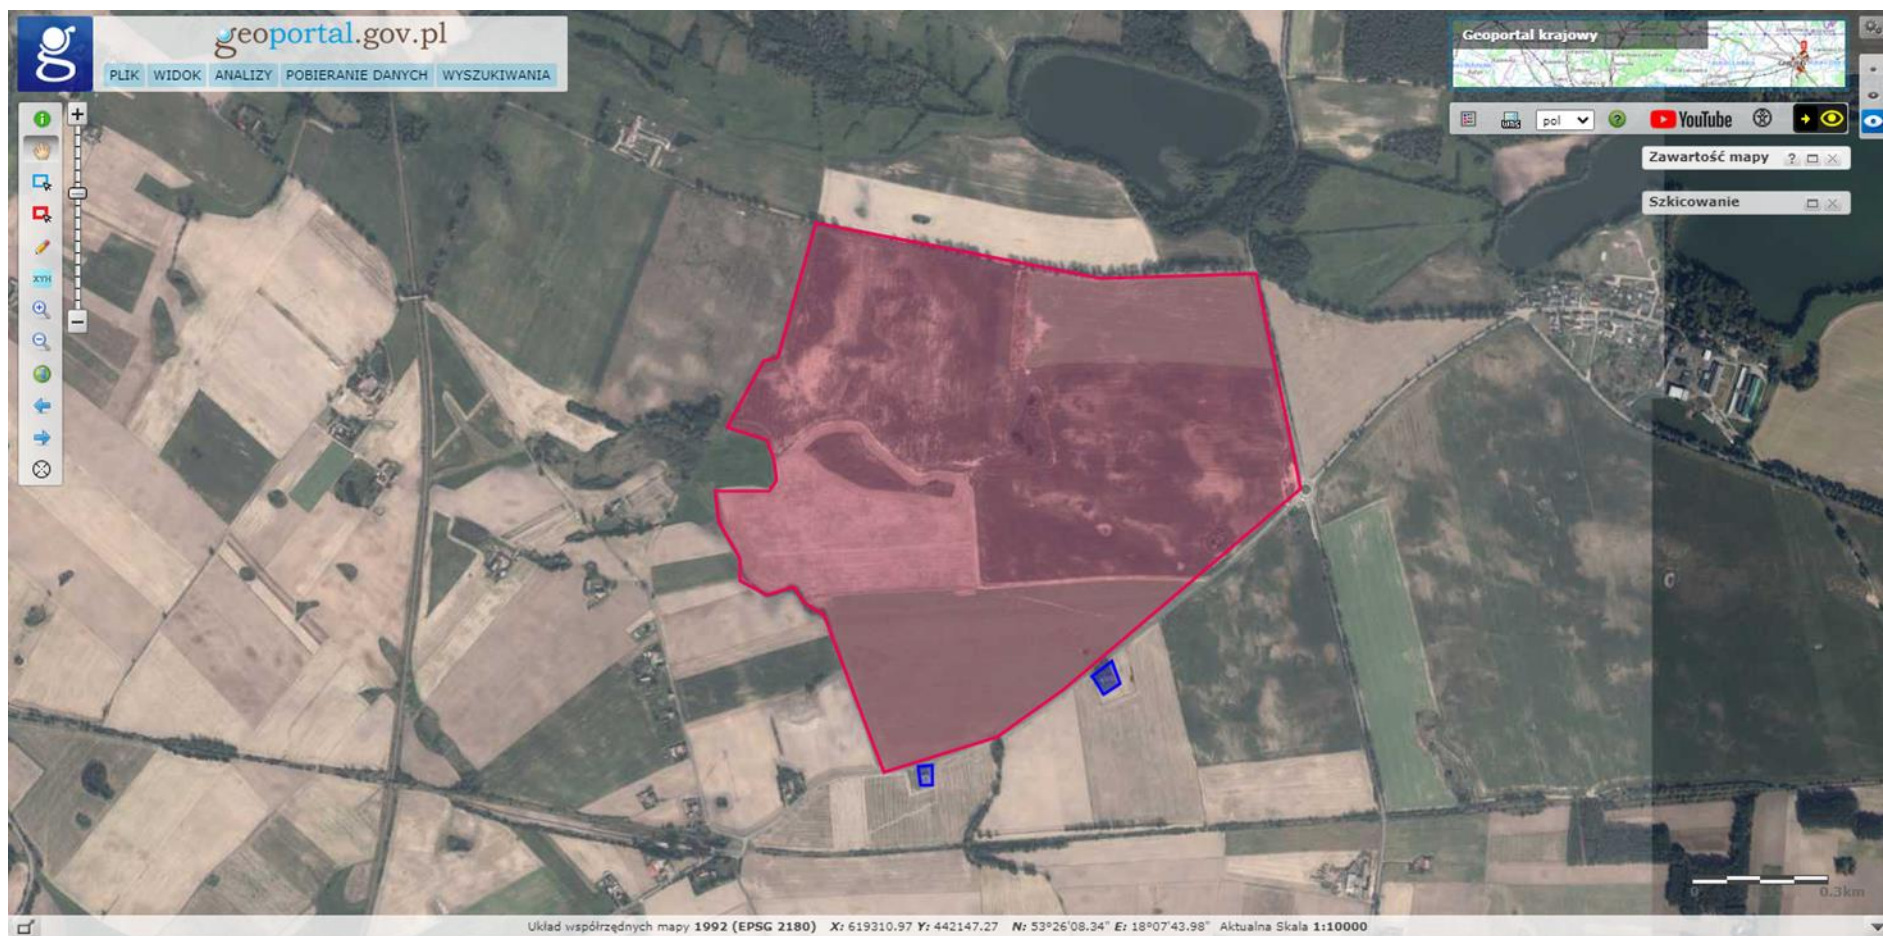 geoportal.gov.pl
PLIK WIDOK ANALIZY POBIERANIE DANYCH WYSZUKIWANIA
Geoportal krajowy
pol
YouTube
Zawartość mapy
Szkicowanie
XYH
0 0.3km
Układ współrzędnych mapy 1992 (EPSG 2180) X: 619310.97 Y: 442147.27 N: 53°26'08.34" E: 18°07'43.98" Aktualna Skala 1:10000